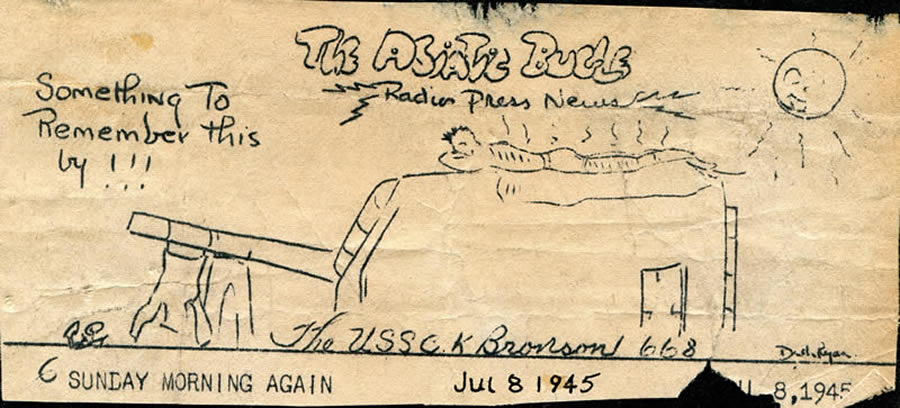 THE ASIATIC BUGLE
Radio Press News
Something To
Remember this
by !!!
The USS C.K Bronson 668
SUNDAY MORNING AGAIN
Jul 8 1945
8,1945